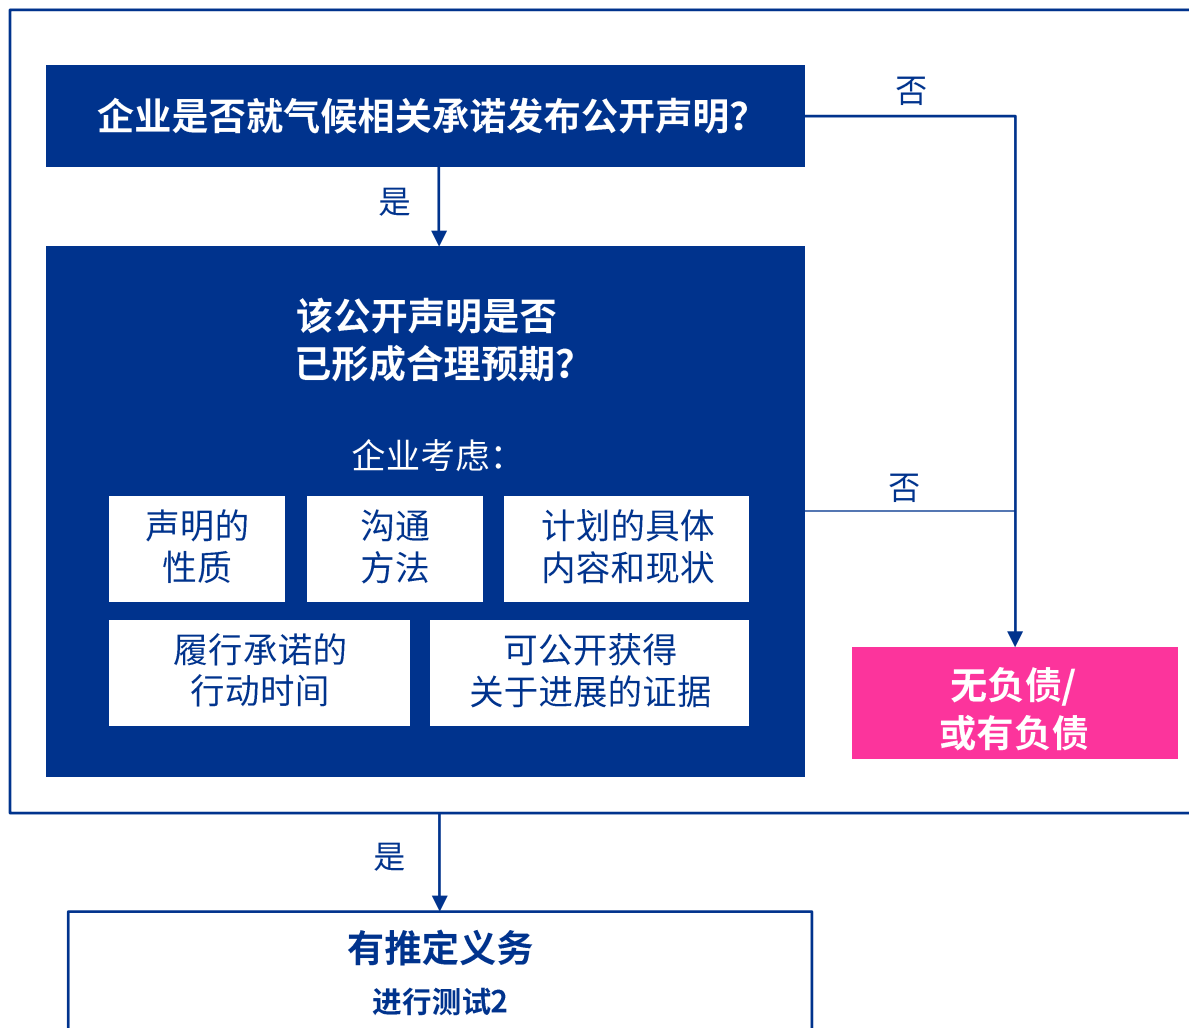 企业是否就气候相关承诺发布公开声明？
否
是
该公开声明是否
已形成合理预期？
企业考虑：
声明的
性质
沟通
方法
计划的具体
内容和现状
否
履行承诺的
行动时间
可公开获得
关于进展的证据
无负债/
或有负债
是
有推定义务
进行测试2